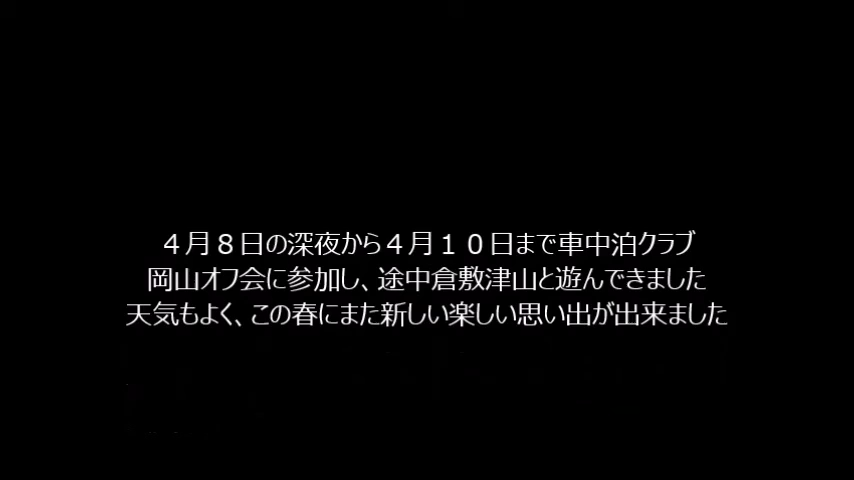 ４月８日の深夜から４月１０日まで車中泊クラブ
岡山オフ会に参加し、途中倉敷津山と遊んできました
天気もよく、この春にまた新しい楽しい思い出が出来ました